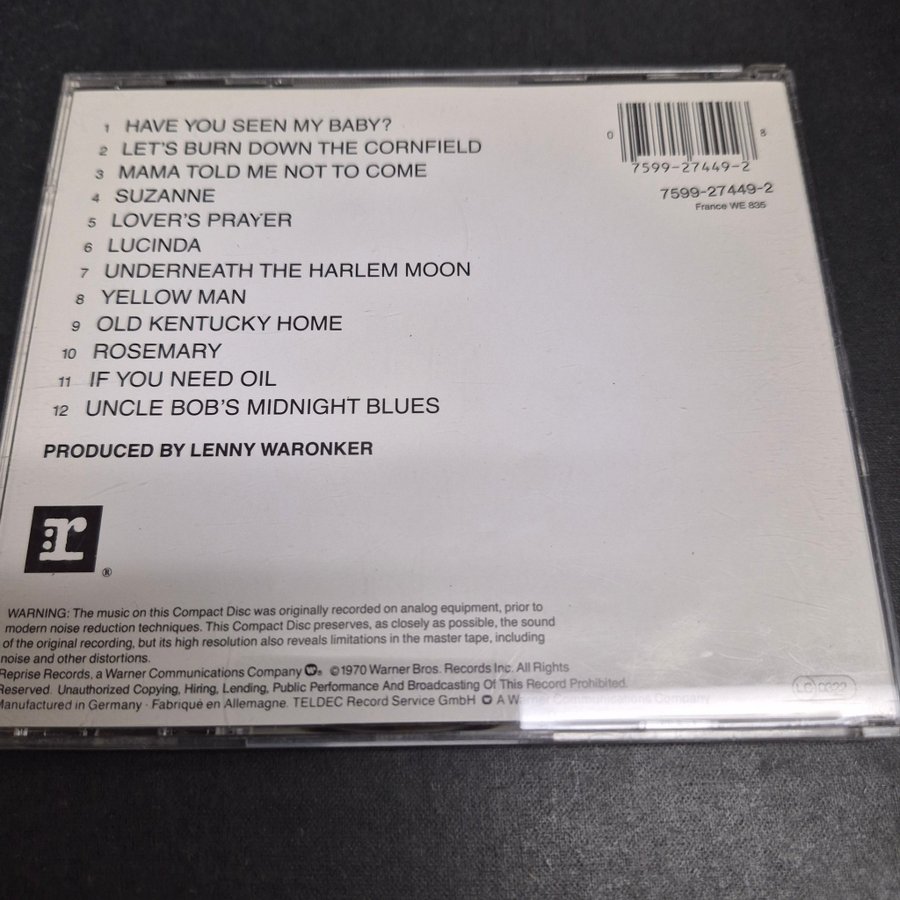 1 HAVE YOU SEEN MY BABY?
2 LET'S BURN DOWN THE CORNFIELD
3 MAMA TOLD ME NOT TO COME
4 SUZANNE
5 LOVER'S PRAYER
6 LUCINDA
7 UNDERNEATH THE HARLEM MOON
8 YELLOW MAN
9 OLD KENTUCKY HOME
10 ROSEMARY
11 IF YOU NEED OIL
12 UNCLE BOB'S MIDNIGHT BLUES
PRODUCED BY LENNY WARONKER
0 7599-27449-2 8
7599-27449-2
France WE 835
:r
®
WARNING: The music on this Compact Disc was originally recorded on analog equipment, prior to
modern noise reduction techniques. This Compact Disc preserves, as closely as possible, the sound
of the original recording, but its high resolution also reveals limitations in the master tape, including
noise and other distortions.
Reprise Records, a Warner Communications Company ®. ©1970 Warner Bros. Records Inc. All Rights
Reserved. Unauthorized Copying, Hiring, Lending, Public Performance And Broadcasting Of This Record Prohibited.
Manufactured in Germany · Fabriqué en Allemagne. TELDEC Record Service GmbH A Warner Communications Company
LC 0322